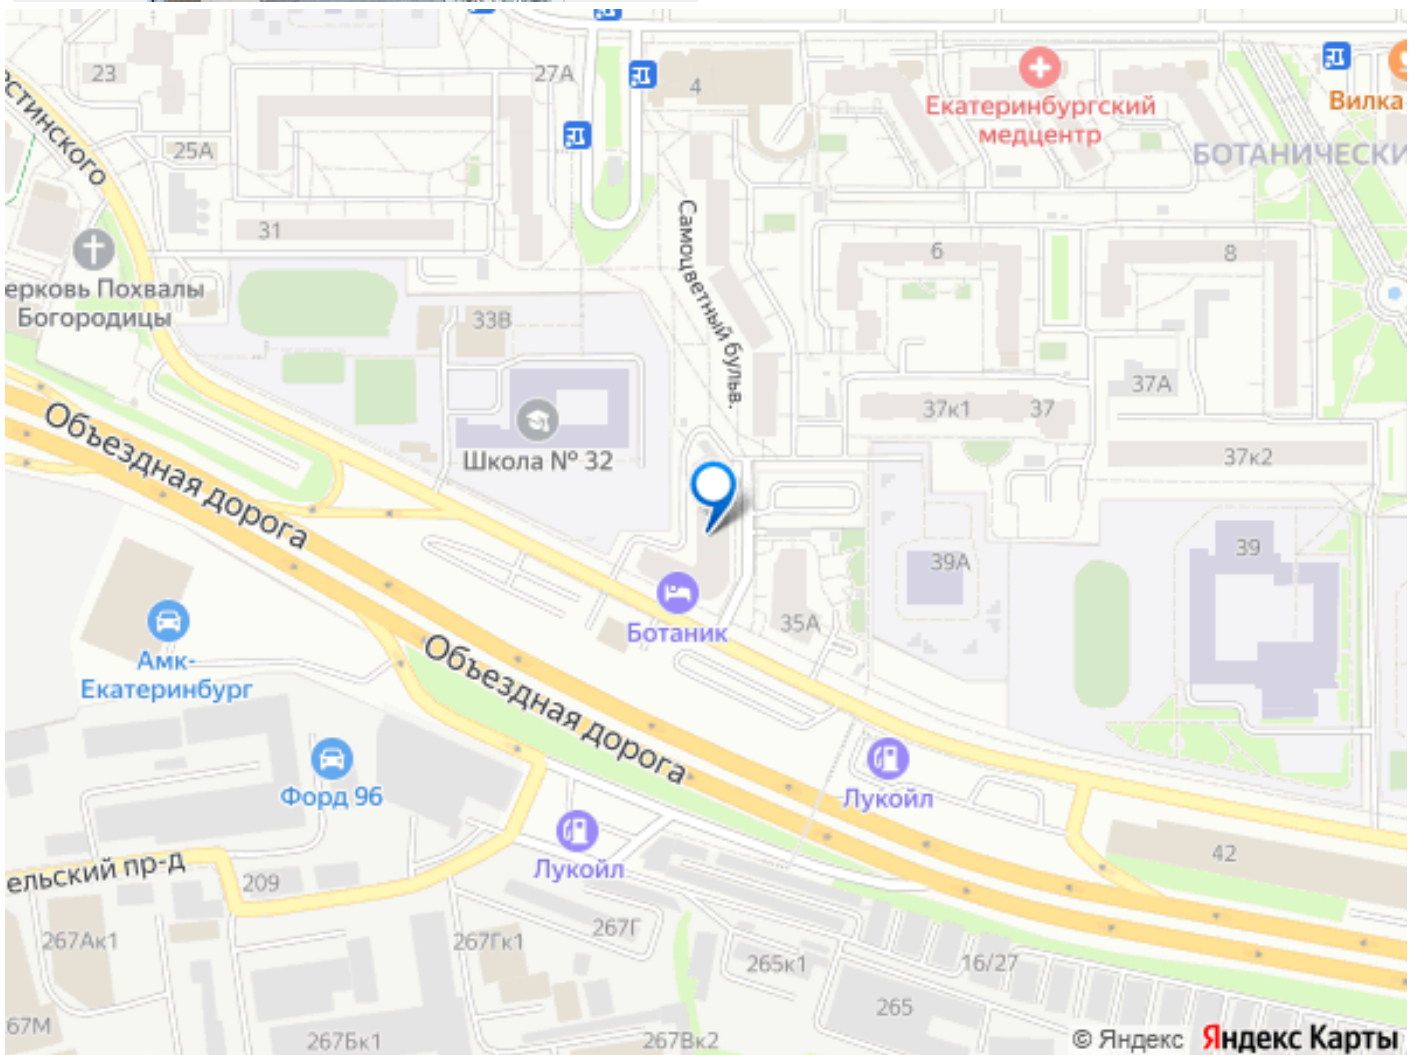 23
27А
4
Екатеринбургский
медцентр
Вилка
БОТАНИЧЕСКИ
естинского
25А
31
Самоцветный бульв.
6
8
ерковь Похвалы
Богородицы
33В
37А
37к1
37
37к2
Объездная дорога
Школа № 32
39А
39
Ботаник
35А
Амк-
Екатеринбург
Объездная дорога
Форд 96
Лукойл
Лукойл
42
ельский пр-д
209
267Ак1
267Гк1
267Г
265к1
16/27
265
67М
267Бк1
267Вк2
© Яндекс Яндекс Карты